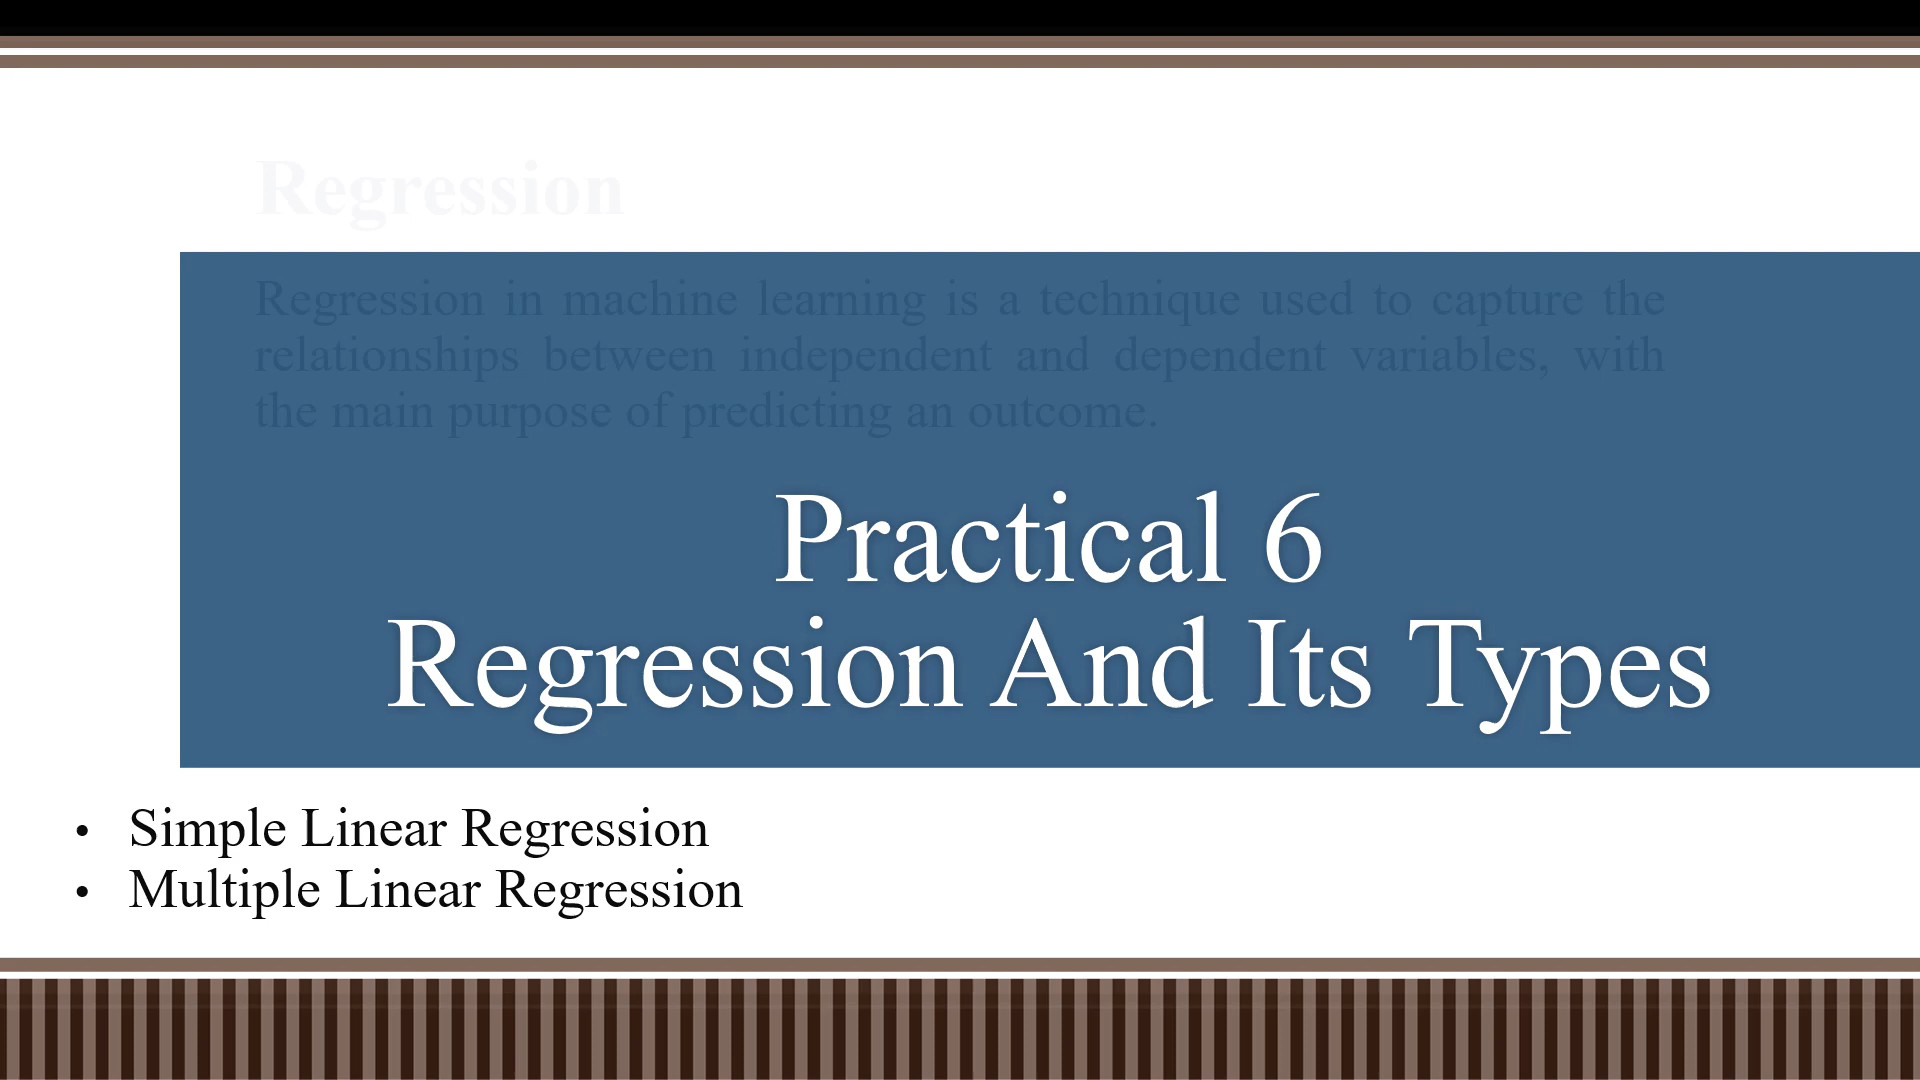 Regression
Regression in machine learning is a technique used to capture the
relationships between independent and dependent variables, with
the main purpose of predicting an outcome.
Practical 6
Regression And Its Types
• Simple Linear Regression
• Multiple Linear Regression